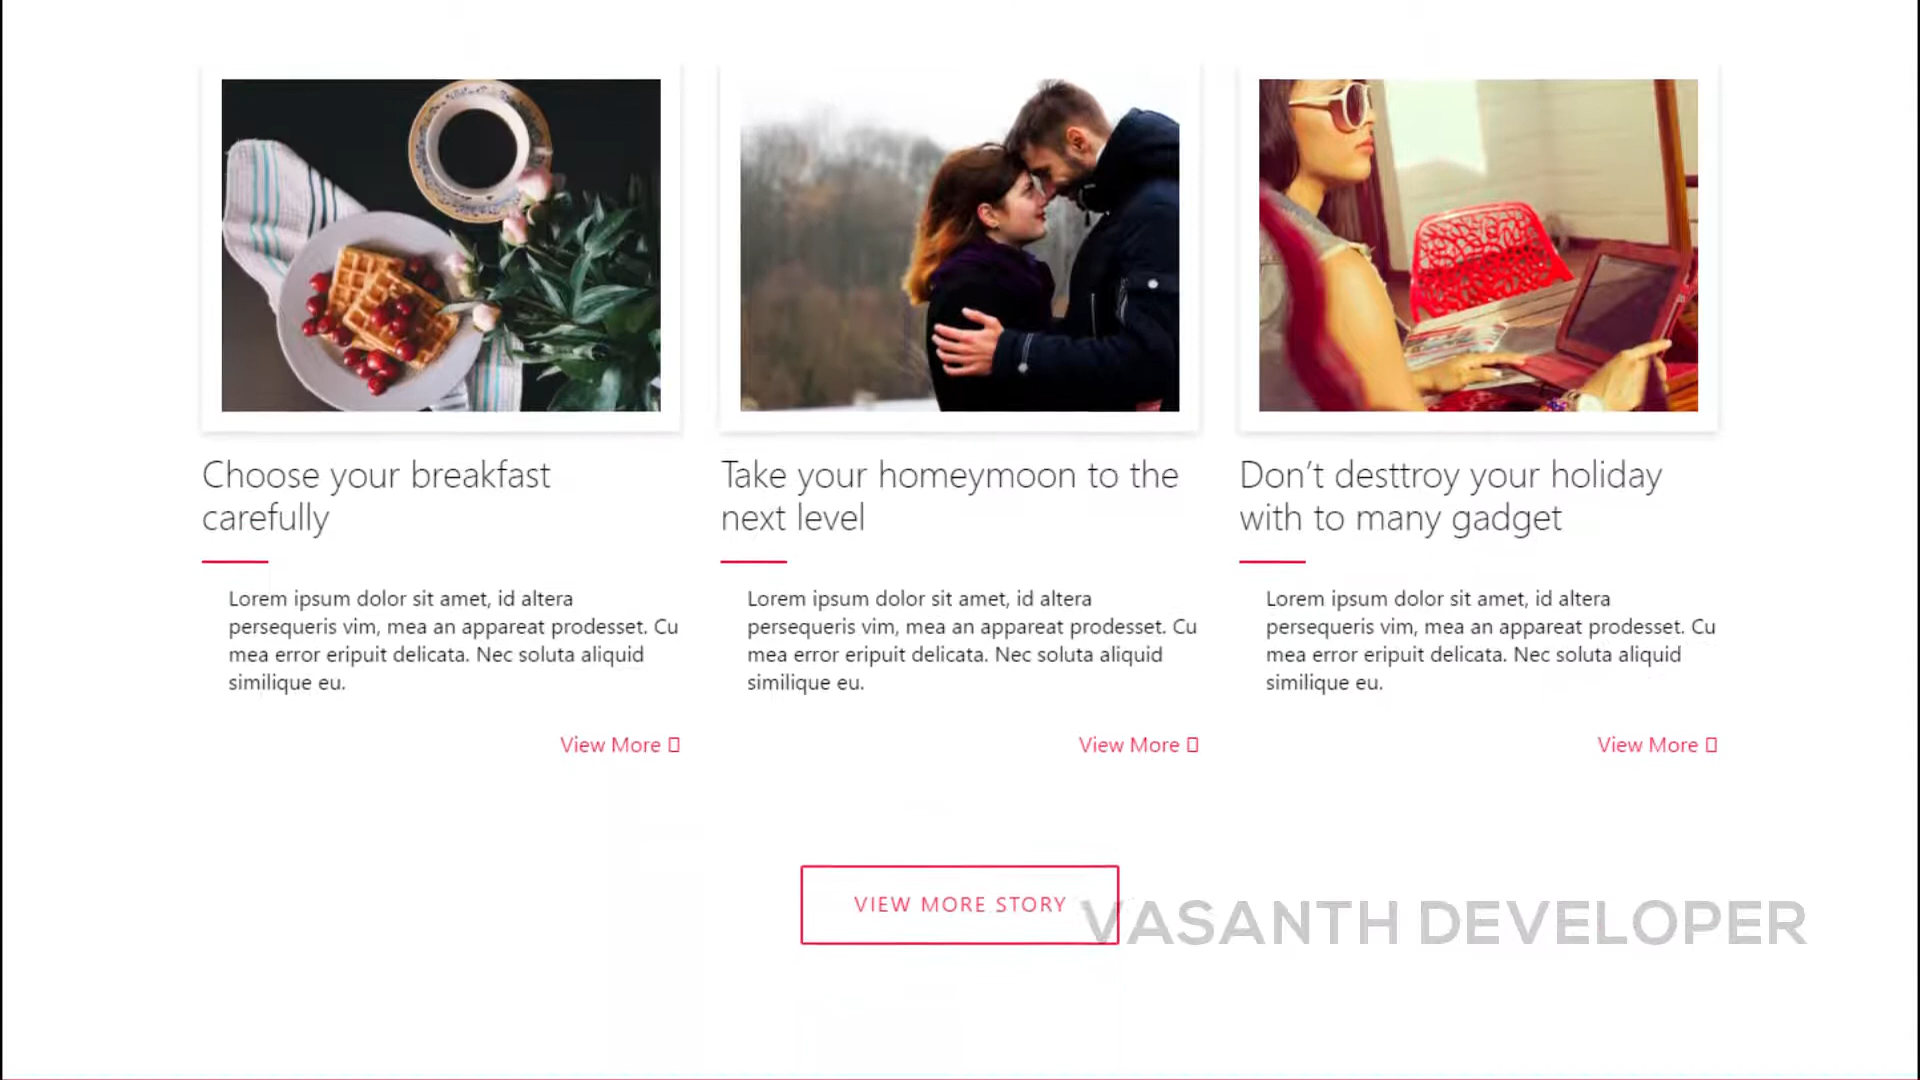 Choose your breakfast
carefully
Lorem ipsum dolor sit amet, id altera
persequeris vim, mea an appareat prodesset. Cu
mea error eripuit delicata. Nec soluta aliquid
similique eu.
View More
Take your homeymoon to the
next level
Lorem ipsum dolor sit amet, id altera
persequeris vim, mea an appareat prodesset. Cu
mea error eripuit delicata. Nec soluta aliquid
similique eu.
View More
Don’t desttroy your holiday
with to many gadget
Lorem ipsum dolor sit amet, id altera
persequeris vim, mea an appareat prodesset. Cu
mea error eripuit delicata. Nec soluta aliquid
similique eu.
View More
VIEW MORE STORY
VASANTH DEVELOPER